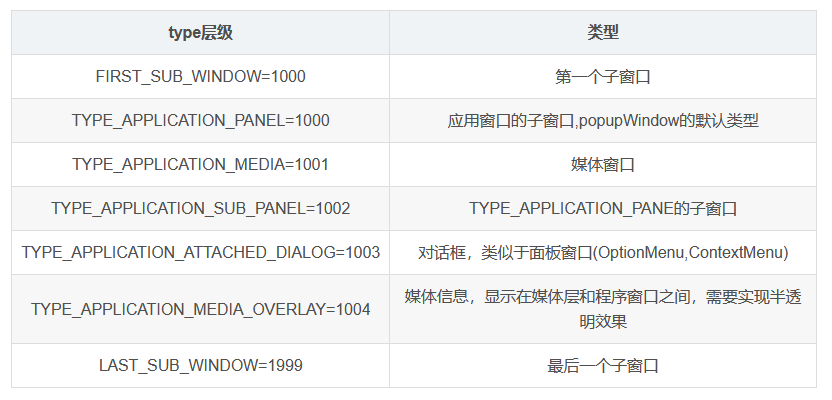 type层级 类型
FIRST_SUB_WINDOW=1000 第一个子窗口
TYPE_APPLICATION_PANEL=1000 应用窗口的子窗口,popupWindow的默认类型
TYPE_APPLICATION_MEDIA=1001 媒体窗口
TYPE_APPLICATION_SUB_PANEL=1002 TYPE_APPLICATION_PANE的子窗口
TYPE_APPLICATION_ATTACHED_DIALOG=1003 对话框，类似于面板窗口(OptionMenu,ContextMenu)
TYPE_APPLICATION_MEDIA_OVERLAY=1004 媒体信息，显示在媒体层和程序窗口之间，需要实现半透
明效果
LAST_SUB_WINDOW=1999 最后一个子窗口